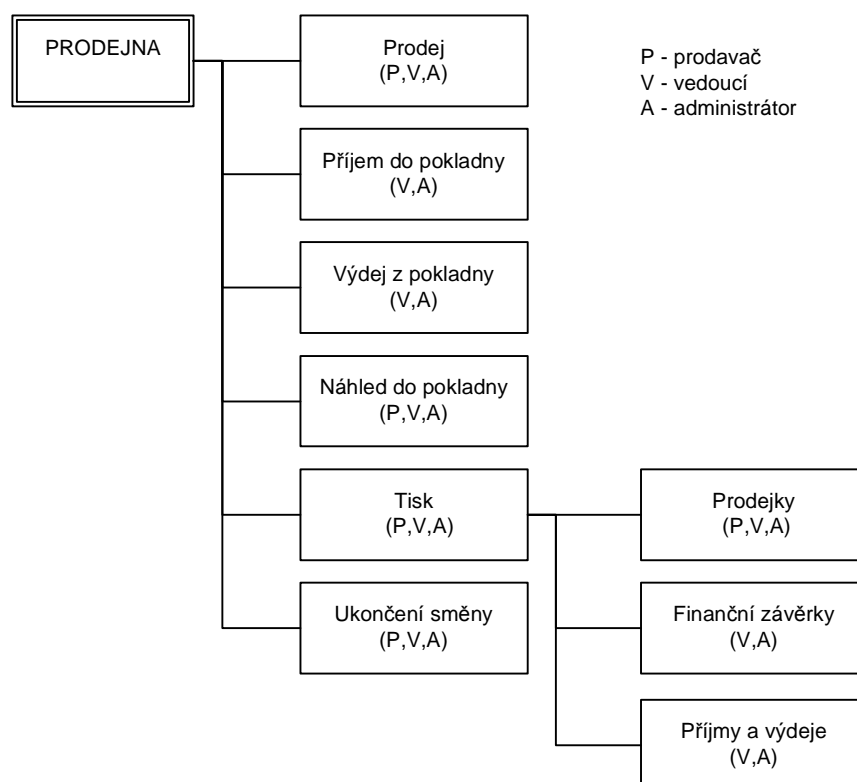 PRODEJNA
Prodej
(P,V,A)
P - prodavač
V - vedoucí
A - administrátor
Příjem do pokladny
(V,A)
Výdej z pokladny
(V,A)
Náhled do pokladny
(P,V,A)
Tisk
(P,V,A)
Prodejky
(P,V,A)
Ukončení směny
(P,V,A)
Finanční závěrky
(V,A)
Příjmy a výdeje
(V,A)